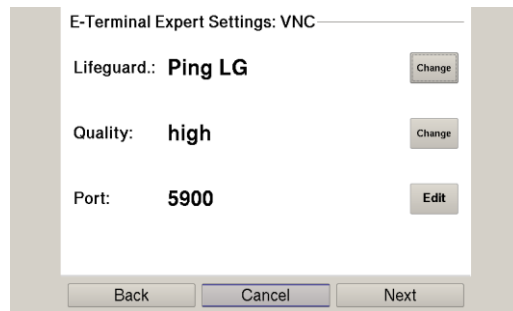 E-Terminal Expert Settings: VNC
Lifeguard.: Ping LG Change
Quality: high Change
Port: 5900 Edit
Back Cancel Next